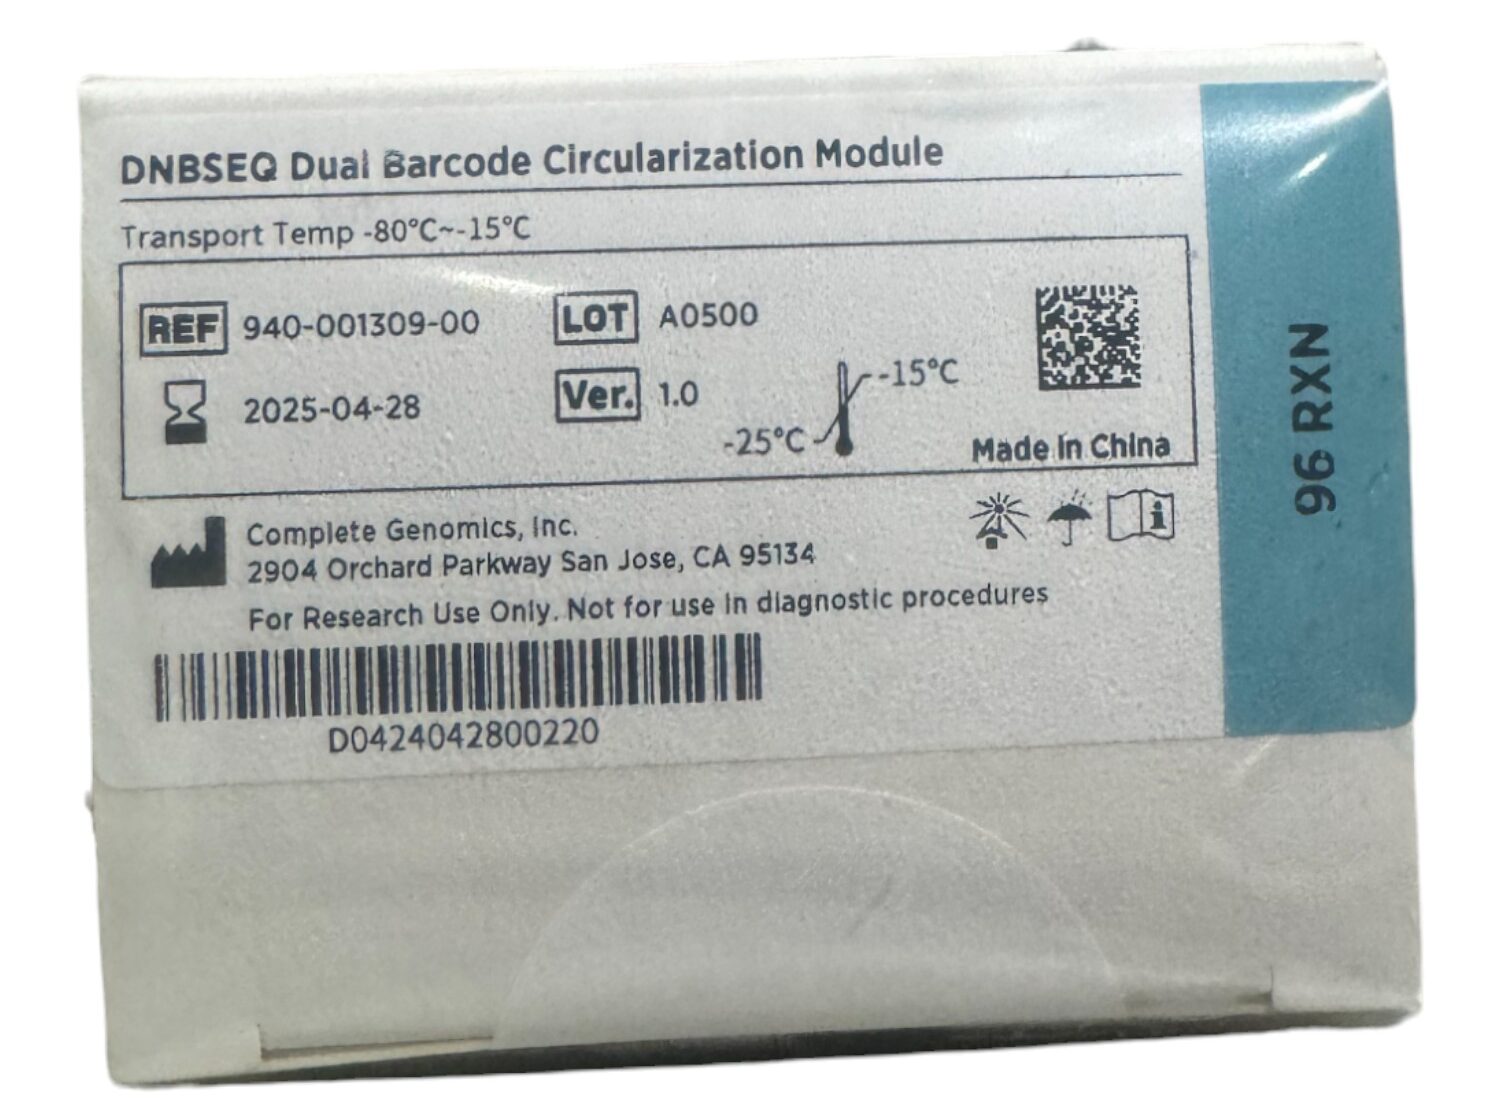 DNBSEQ Dual Barcode Circularization Module
Transport Temp -80°C~-15°C
REF 940-001309-00
LOT A0500
2025-04-28
Ver. 1.0
-15°C
-25°C
Made in China
Complete Genomics, Inc.
2904 Orchard Parkway San Jose, CA 95134
For Research Use Only. Not for use in diagnostic procedures
D0424042800220
96 RXN